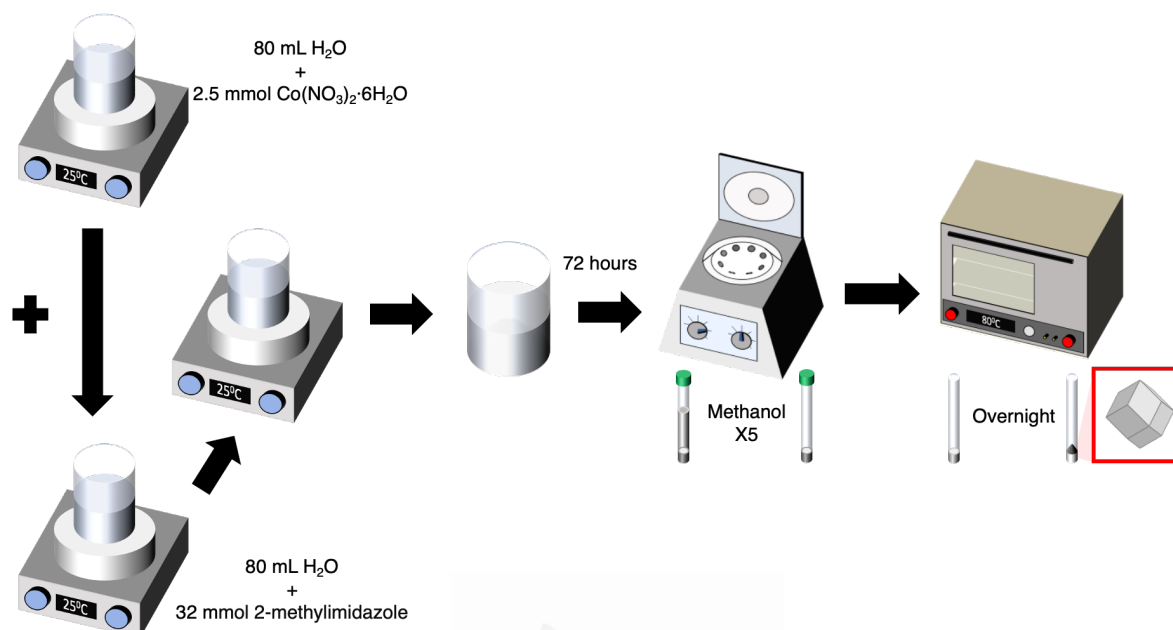 80 mL H₂O
+
2.5 mmol Co(NO₃)₂·6H₂O
25⁰C
25⁰C
72 hours
80⁰C
Methanol
X5
Overnight
25⁰C
80 mL H₂O
+
32 mmol 2-methylimidazole